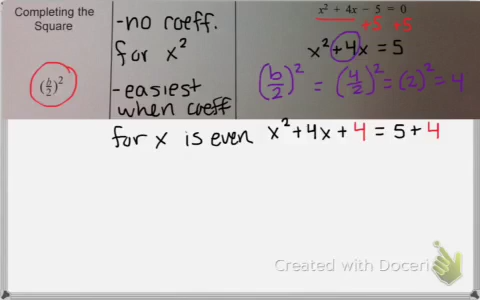 Completing the Square
(b/2)²
-no coeff.
for x²
-easiest
when coeff
for x is even
x² + 4x − 5 = 0
+5 +5
x² + 4x = 5
(b/2)² = (4/2)² = (2)² = 4
x² + 4x + 4 = 5 + 4
Created with Doceri